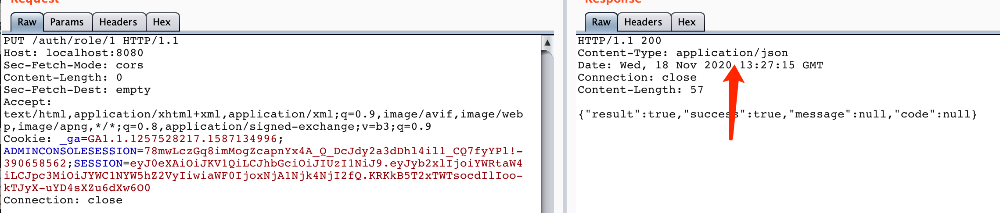 Request
Raw Params Headers Hex
PUT /auth/role/1 HTTP/1.1
Host: localhost:8080
Sec-Fetch-Mode: cors
Content-Length: 0
Sec-Fetch-Dest: empty
Accept:
text/html,application/xhtml+xml,application/xml;q=0.9,image/avif,image/web
p,image/apng,*/*;q=0.8,application/signed-exchange;v=b3;q=0.9
Cookie: _ga=GA1.1.1257528217.1587134996;
ADMINCONSOLESESSION=78mwLczGq8imMogZcapnYx4A_Q_DcJdy2a3dDhl4il1_CQ7fyYPl!-
390658562;SESSION=eyJ0eXAiOiJKV1QiLCJhbGciOiJIUzI1NiJ9.eyJyb2xlIjoiYWRtaW4
iLCJpc3MiOiJYWC1NYW5hZ2VyIiwiaWF0IjoxNjA1Njk4NjI2fQ.KRKkB5T2xTWTsocdIlIoo-
kTJyX-uYD4sXZu6dXw6O0
Connection: close
Response
Raw Headers Hex
HTTP/1.1 200
Content-Type: application/json
Date: Wed, 18 Nov 2020 13:27:15 GMT
Connection: close
Content-Length: 57
{"result":true,"success":true,"message":null,"code":null}